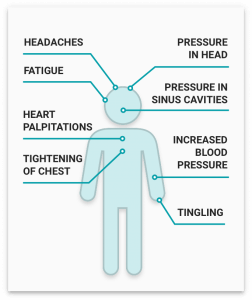 HEADACHES
FATIGUE
HEART
PALPITATIONS
TIGHTENING
OF CHEST
PRESSURE
IN HEAD
PRESSURE IN
SINUS CAVITIES
INCREASED
BLOOD
PRESSURE
TINGLING